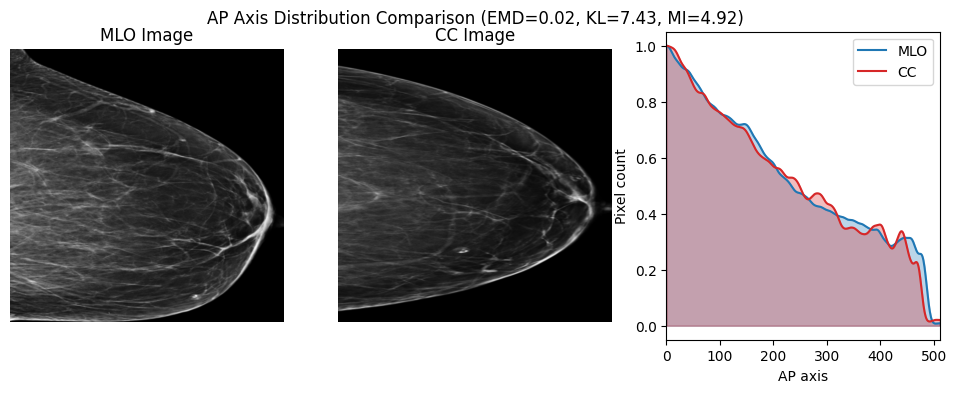 AP Axis Distribution Comparison (EMD=0.02, KL=7.43, MI=4.92)
MLO Image
CC Image
1.0
0.8
0.6
0.4
0.2
0.0
Pixel count
MLO
CC
0 100 200 300 400 500
AP axis